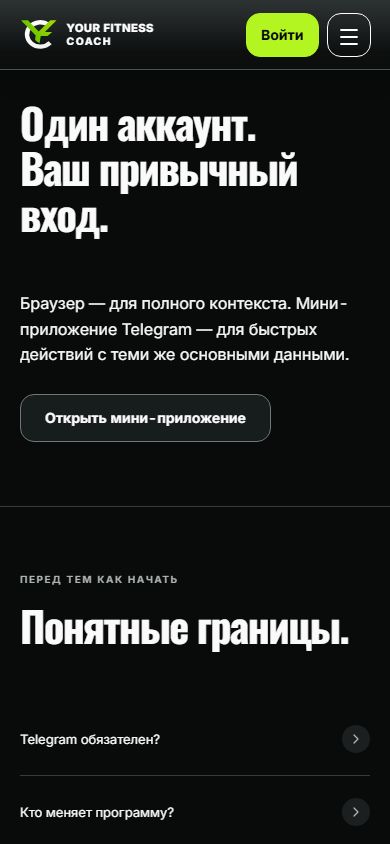 YOUR FITNESS
COACH
Войти
Один аккаунт.
Ваш привычный
вход.
Браузер — для полного контекста. Мини-
приложение Telegram — для быстрых
действий с теми же основными данными.
Открыть мини-приложение
ПЕРЕД ТЕМ КАК НАЧАТЬ
Понятные границы.
Telegram обязателен?
Кто меняет программу?